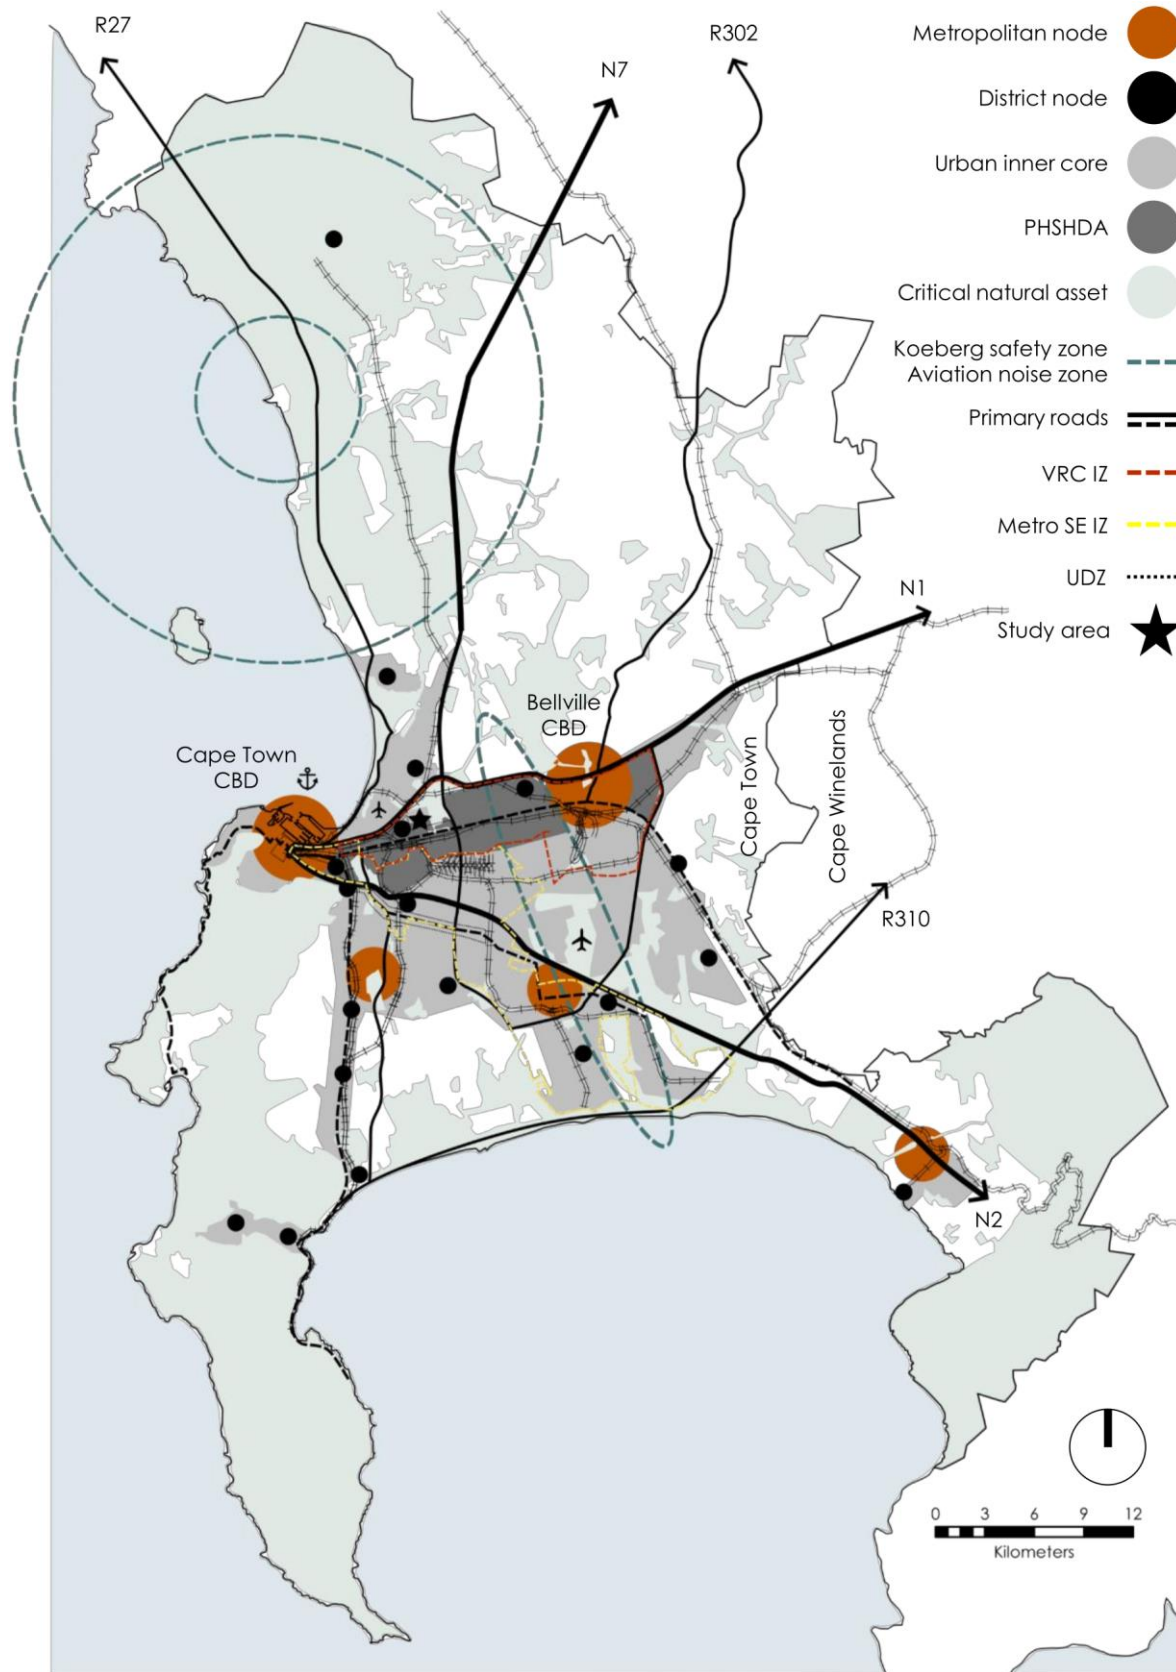 R27
R302
N7
Metropolitan node
District node
Urban inner core
PHSHDA
Critical natural asset
Koeberg safety zone
Aviation noise zone
Primary roads
VRC IZ
Metro SE IZ
UDZ
Study area
N1
Bellville
CBD
Cape Town
CBD
Cape Town
Cape Winelands
R310
N2
0 3 6 9 12
Kilometers